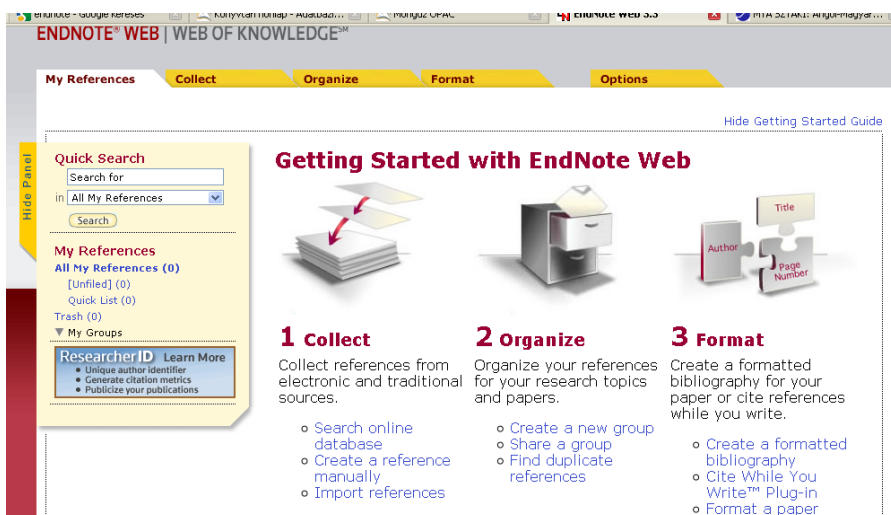 endnote - Google keresés
Könyvtári honlap - Adatbázi...
Monguz OPAC
EndNote Web 3.3
MTA SZTAKI: Angol-Magyar...
ENDNOTE® WEB | WEB OF KNOWLEDGE℠
My References Collect Organize Format Options
Hide Getting Started Guide
Hide Panel
Quick Search
Search for
in All My References
Search
My References
All My References (0)
[Unfiled] (0)
Quick List (0)
Trash (0)
▼ My Groups
ResearcherID Learn More
• Unique author identifier
• Generate citation metrics
• Publicize your publications
Getting Started with EndNote Web
Title
Author
Page
Number
1 Collect
Collect references from
electronic and traditional
sources.
Search online
database
Create a reference
manually
Import references
2 Organize
Organize your references
for your research topics
and papers.
Create a new group
Share a group
Find duplicate
references
3 Format
Create a formatted
bibliography for your
paper or cite references
while you write.
Create a formatted
bibliography
Cite While You
Write™ Plug-in
Format a paper